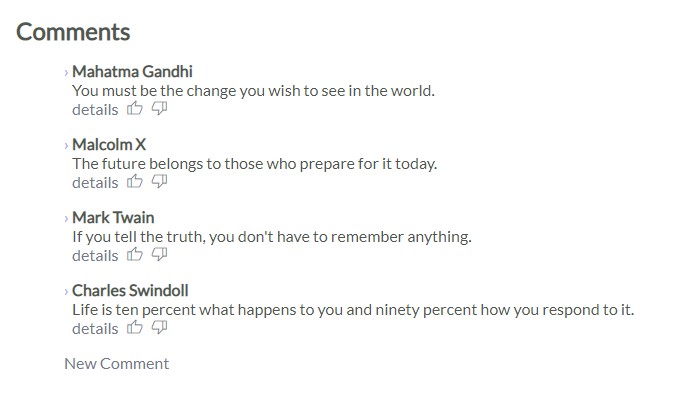 Comments
› Mahatma Gandhi
You must be the change you wish to see in the world.
details
› Malcolm X
The future belongs to those who prepare for it today.
details
› Mark Twain
If you tell the truth, you don't have to remember anything.
details
› Charles Swindoll
Life is ten percent what happens to you and ninety percent how you respond to it.
details
New Comment